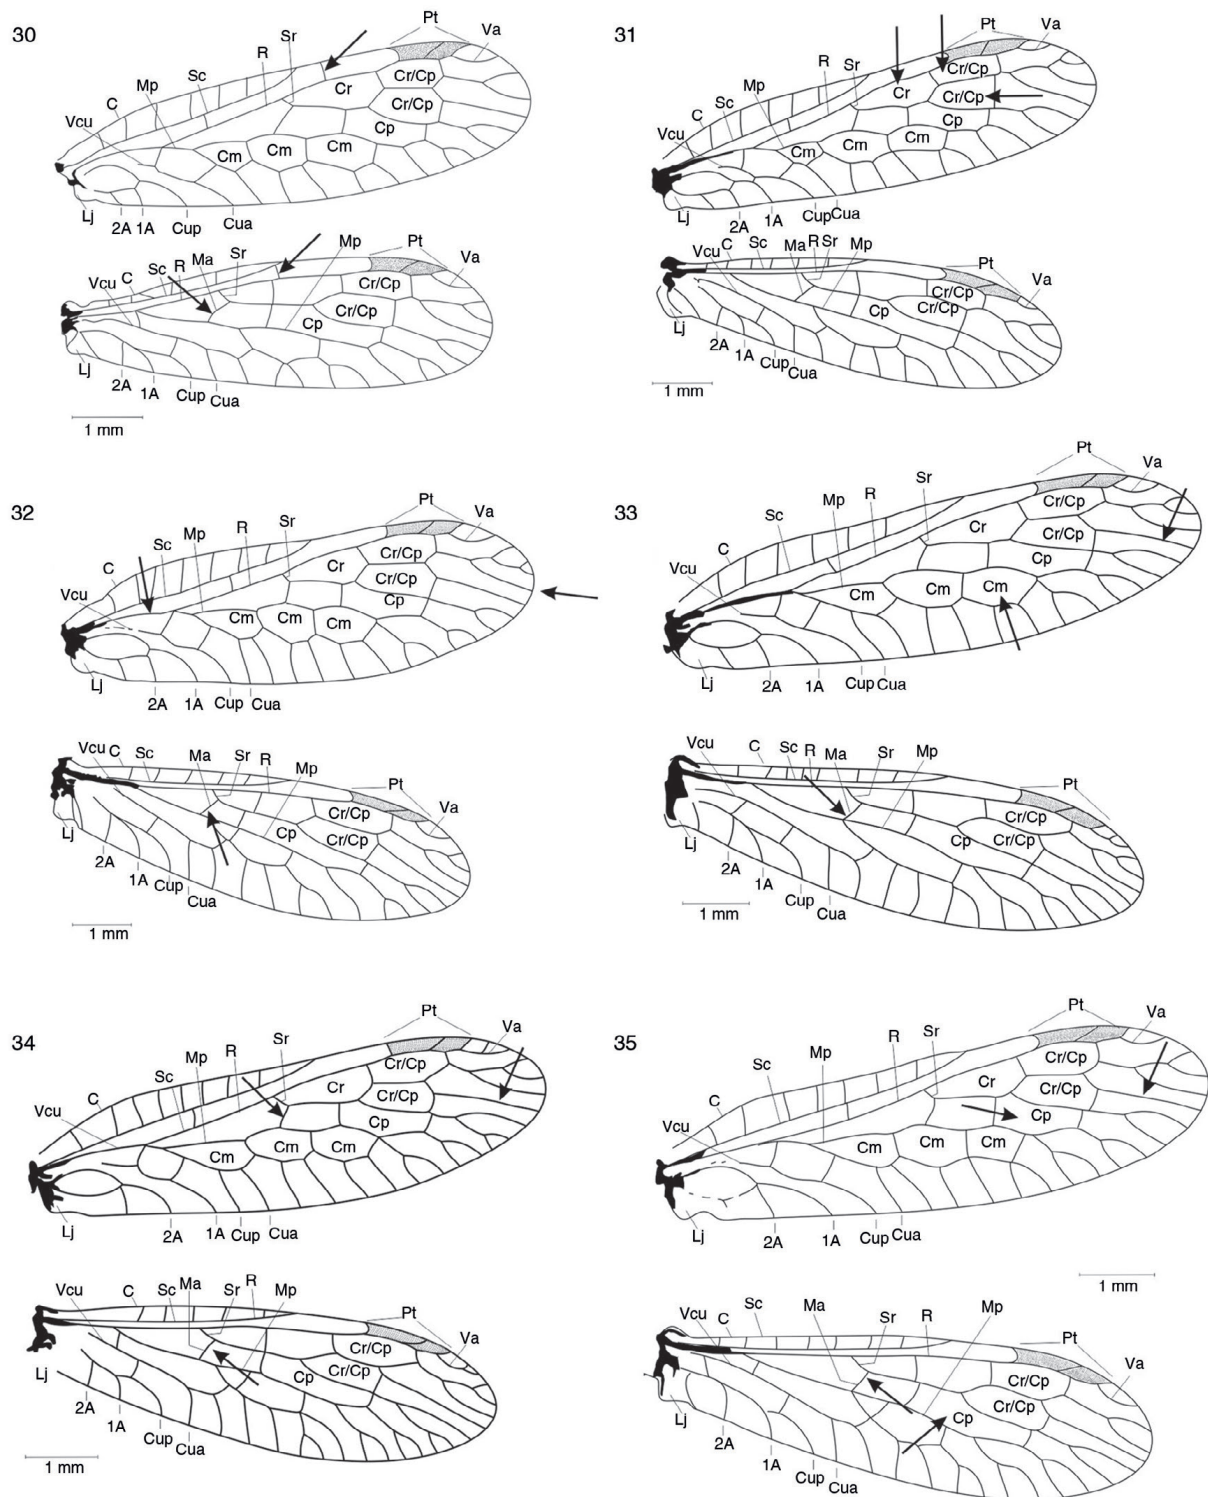 30
Pt
Va
Sr
R
Sc
Mp
C
Vcu
Cr
Cr/Cp
Cr/Cp
Cp
Cm
Cm
Cm
Lj
2A 1A Cup Cua
Vcu C Sc R Ma Sr Mp Pt Va
Cr/Cp
Cr/Cp
Cp
Lj
2A 1A Cup Cua
1 mm
31
Pt
Va
R Sr
Mp
C Sc
Vcu
Cr/Cp
Cr
Cr/Cp
Cp
Cm
Cm
Cm
Lj
2A 1A Cup Cua
Vcu C Sc Ma R Sr Mp Pt Va
Cr/Cp
Cr/Cp
Cp
Lj
2A 1A Cup Cua
1 mm
32
Pt
Va
C Sc Mp R Sr
Vcu
Cr/Cp
Cr
Cr/Cp
Cp
Cm
Cm
Cm
Lj
2A 1A Cup Cua
Vcu C Sc Ma Sr R Mp Pt Va
Cr/Cp
Cr/Cp
Cp
Lj
2A 1A Cup Cua
1 mm
33
Pt
Va
Sc Mp R Sr
Vcu
Cr/Cp
Cr
Cr/Cp
Cp
Cm
Cm
Cm
Lj
2A 1A Cup Cua
Vcu C Sc R Ma Sr Mp Pt Va
Cr/Cp
Cr/Cp
Cp
Lj
2A 1A Cup Cua
1 mm
34
Pt
Va
Vcu C Sc Mp R Sr
Cr/Cp
Cr
Cr/Cp
Cp
Cm
Cm
Cm
Lj
2A 1A Cup Cua
Vcu C Sc Ma Sr R Mp Pt Va
Cr/Cp
Cr/Cp
Cp
Lj
2A 1A Cup Cua
1 mm
35
Pt
Va
C Sc Mp R Sr
Vcu
Cr/Cp
Cr
Cr/Cp
Cp
Cm
Cm
Cm
Lj
2A 1A Cup Cua
1 mm
Vcu C Sc Ma Sr R Mp Pt Va
Cr/Cp
Cr/Cp
Cp
Lj
2A 1A Cup Cua